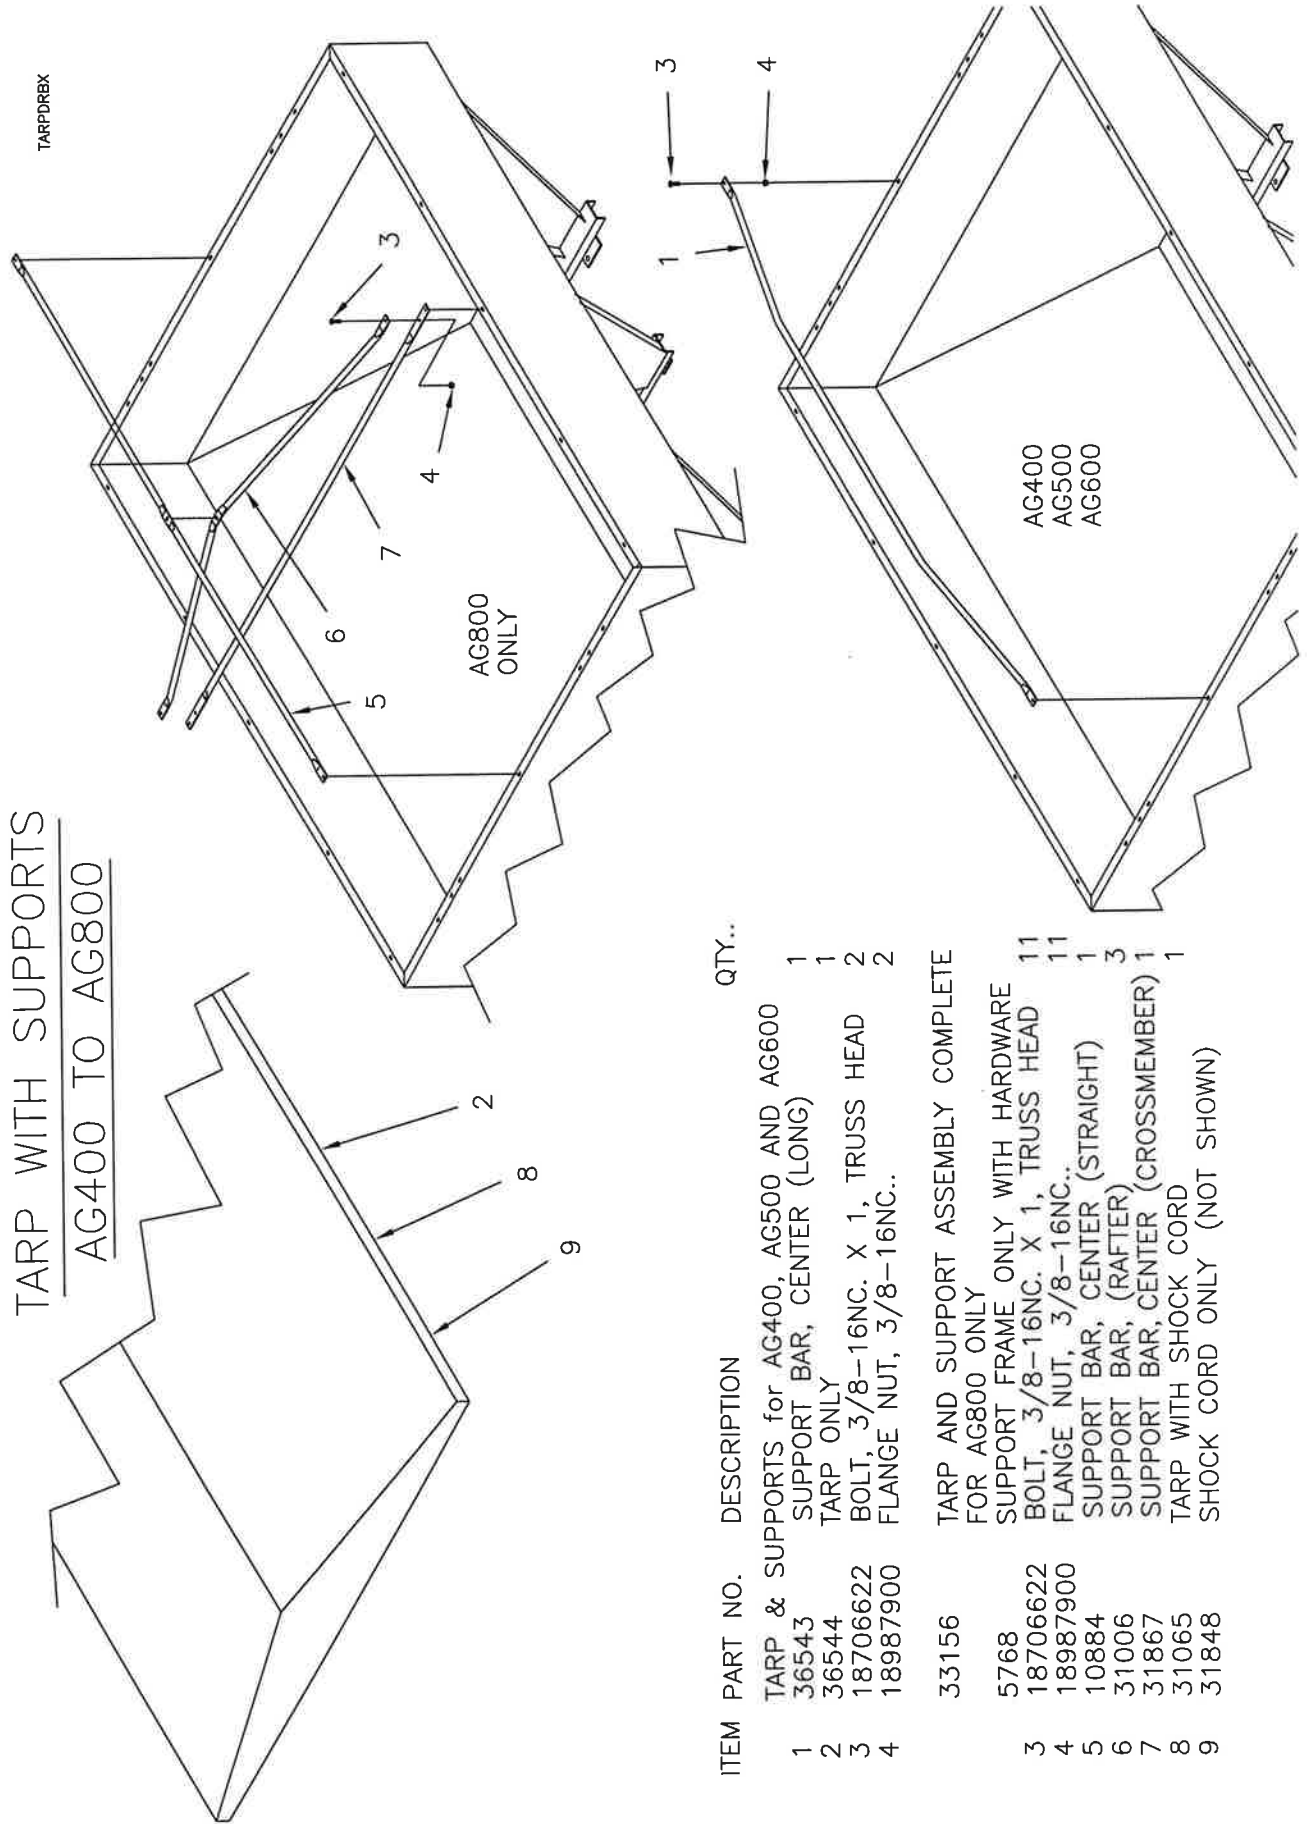 TARPDRBX
TARP WITH SUPPORTS
AG400 TO AG800
2
8
9
3
4
5
6
7
AG800
ONLY
3
4
1
AG400
AG500
AG600
ITEM PART NO. DESCRIPTION QTY..
TARP & SUPPORTS for AG400, AG500 AND AG600
1 36543 SUPPORT BAR, CENTER (LONG) 1
2 36544 TARP ONLY 1
3 18706622 BOLT, 3/8-16NC. X 1, TRUSS HEAD 2
4 18987900 FLANGE NUT, 3/8-16NC.. 2
33156 TARP AND SUPPORT ASSEMBLY COMPLETE
FOR AG800 ONLY
5768 SUPPORT FRAME ONLY WITH HARDWARE
3 18706622 BOLT, 3/8-16NC. X 1, TRUSS HEAD 11
4 18987900 FLANGE NUT, 3/8-16NC.. 11
5 10884 SUPPORT BAR, CENTER (STRAIGHT) 1
6 31006 SUPPORT BAR, (RAFTER) 3
7 31867 SUPPORT BAR, CENTER (CROSSMEMBER) 1
8 31065 TARP WITH SHOCK CORD 1
9 31848 SHOCK CORD ONLY (NOT SHOWN)